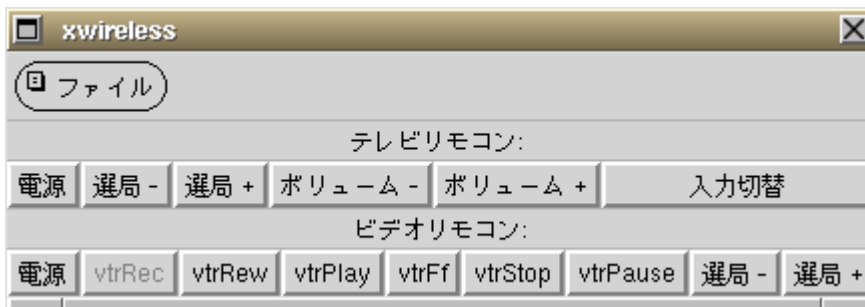 xwireless
ファイル
テレビリモコン:
電源 選局 - 選局 + ボリューム - ボリューム + 入力切替
ビデオリモコン:
電源 vtrRec vtrRew vtrPlay vtrFf vtrStop vtrPause 選局 - 選局 +